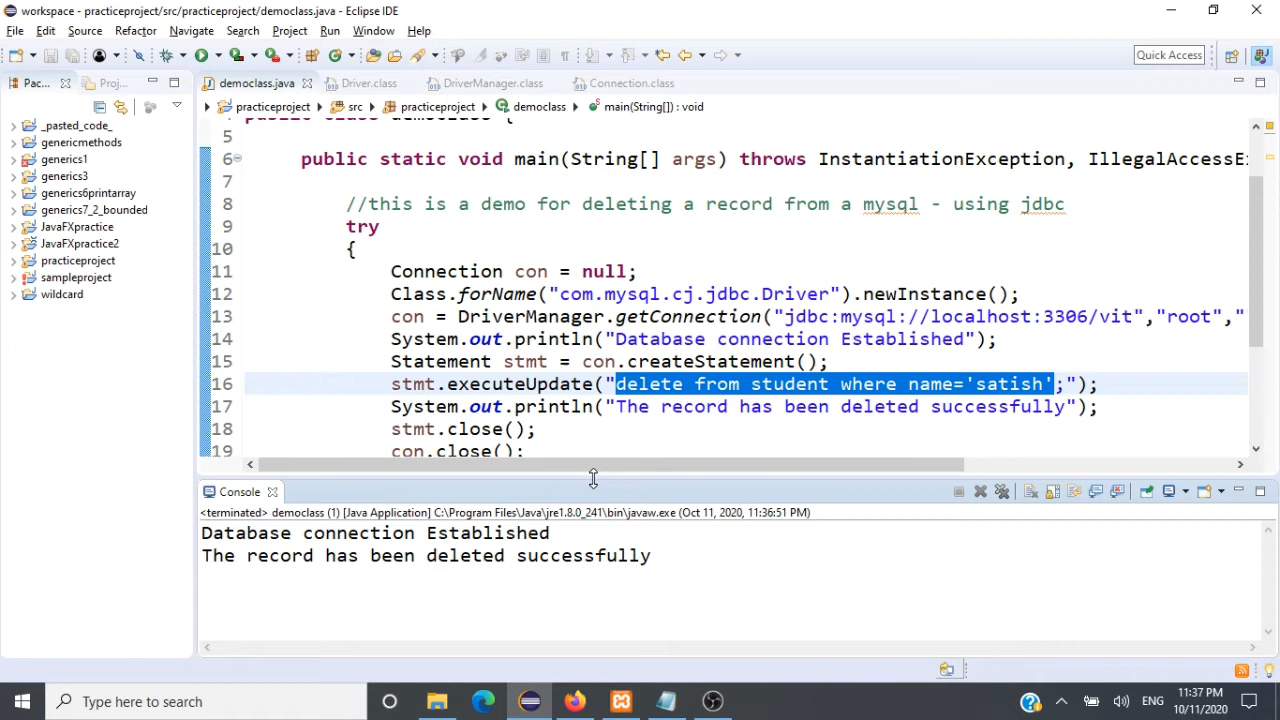 workspace - practiceproject/src/practiceproject/democlass.java - Eclipse IDE
File Edit Source Refactor Navigate Search Project Run Window Help
Quick Access
Pac... Proj... democlass.java Driver.class DriverManager.class Connection.class
practiceproject src practiceproject democlass main(String[]) : void
_pasted_code_
genericmethods
generics1
generics3
generics6printarray
generics7_2_bounded
JavaFXpractice
JavaFXpractice2
practiceproject
sampleproject
wildcard
public class democlass {
5
6 public static void main(String[] args) throws InstantiationException, IllegalAccessE
7
8 //this is a demo for deleting a record from a mysql - using jdbc
9 try
10 {
11 Connection con = null;
12 Class.forName("com.mysql.cj.jdbc.Driver").newInstance();
13 con = DriverManager.getConnection("jdbc:mysql://localhost:3306/vit","root","
14 System.out.println("Database connection Established");
15 Statement stmt = con.createStatement();
16 stmt.executeUpdate("delete from student where name='satish';");
17 System.out.println("The record has been deleted successfully");
18 stmt.close();
19 con.close();
Console
<terminated> democlass (1) [Java Application] C:\Program Files\Java\jre1.8.0_241\bin\javaw.exe (Oct 11, 2020, 11:36:51 PM)
Database connection Established
The record has been deleted successfully
Type here to search
ENG
11:37 PM
10/11/2020